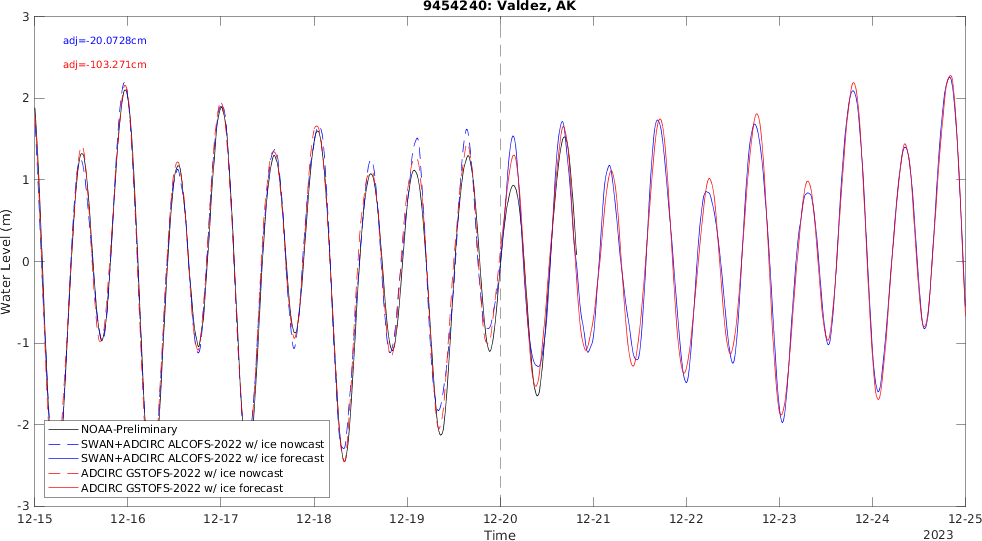 9454240: Valdez, AK
adj=-20.0728cm
adj=-103.271cm
Water Level (m)
3
2
1
0
-1
-2
-3
NOAA-Preliminary
SWAN+ADCIRC ALCOFS-2022 w/ ice nowcast
SWAN+ADCIRC ALCOFS-2022 w/ ice forecast
ADCIRC GSTOFS-2022 w/ ice nowcast
ADCIRC GSTOFS-2022 w/ ice forecast
12-15 12-16 12-17 12-18 12-19 12-20 12-21 12-22 12-23 12-24 12-25
Time
2023